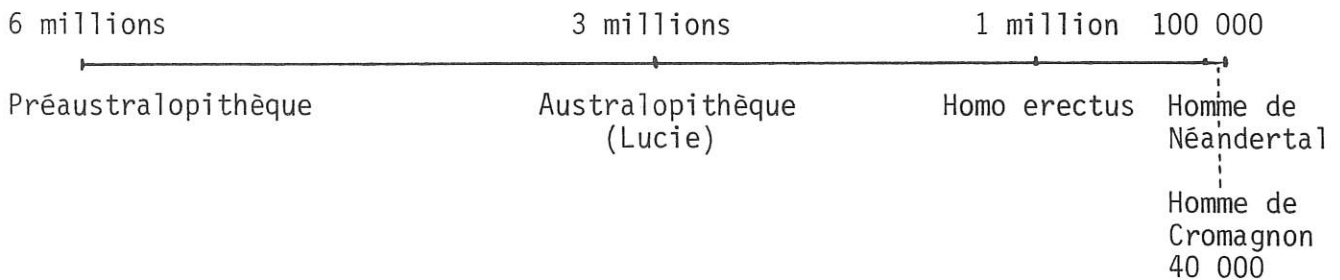 6 millions 3 millions 1 million 100 000
Préaustralopithèque Australopithèque Homo erectus Homme de
(Lucie) Néandertal
Homme de
Cromagnon
40 000